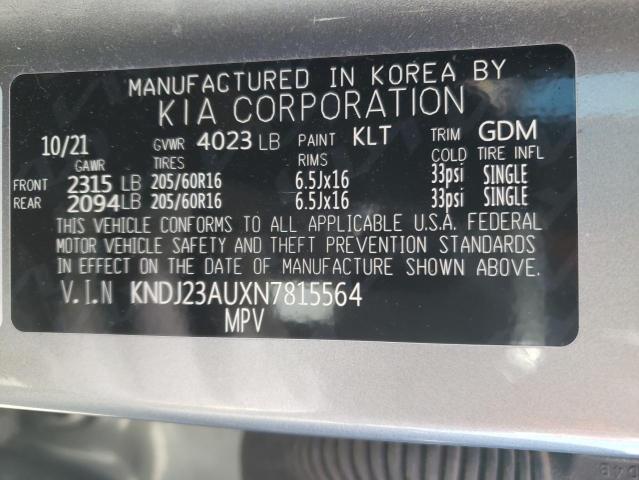 MANUFACTURED IN KOREA BY
KIA CORPORATION
10/21 GVWR 4023 LB PAINT KLT TRIM GDM
GAWR TIRES RIMS COLD TIRE INFL
FRONT 2315 LB 205/60R16 6.5Jx16 33psi SINGLE
REAR 2094 LB 205/60R16 6.5Jx16 33psi SINGLE
THIS VEHICLE CONFORMS TO ALL APPLICABLE U.S.A. FEDERAL
MOTOR VEHICLE SAFETY AND THEFT PREVENTION STANDARDS
IN EFFECT ON THE DATE OF MANUFACTURE SHOWN ABOVE.
V.I.N KNDJ23AUXN7815564
MPV